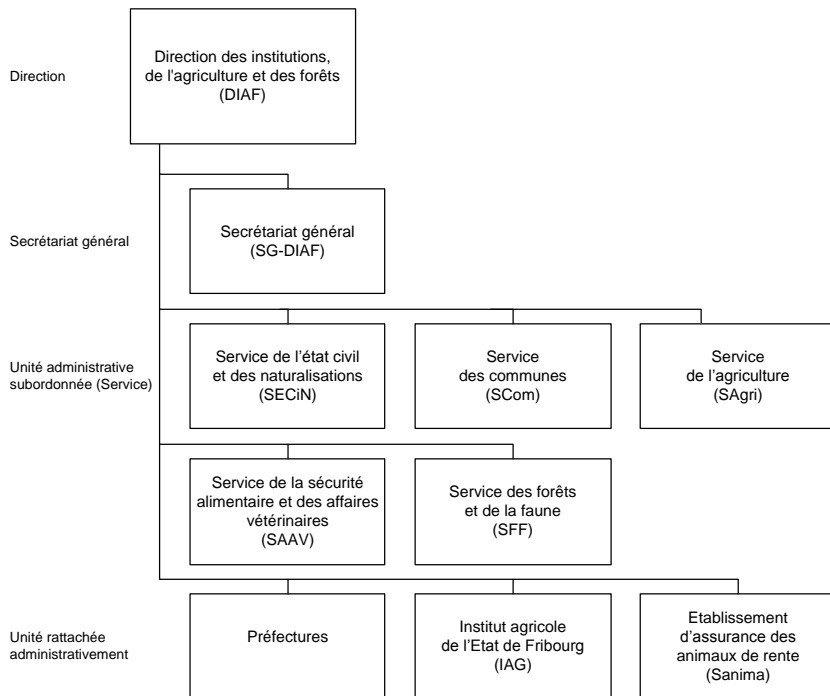 Direction
Direction des institutions,
de l'agriculture et des forêts
(DIAF)
Secrétariat général
Secrétariat général
(SG-DIAF)
Unité administrative
subordonnée (Service)
Service de l'état civil
et des naturalisations
(SECiN)
Service
des communes
(SCom)
Service
de l'agriculture
(SAgri)
Service de la sécurité
alimentaire et des affaires
vétérinaires
(SAAV)
Service des forêts
et de la faune
(SFF)
Unité rattachée
administrativement
Préfectures
Institut agricole
de l'Etat de Fribourg
(IAG)
Etablissement
d'assurance des
animaux de rente
(Sanima)